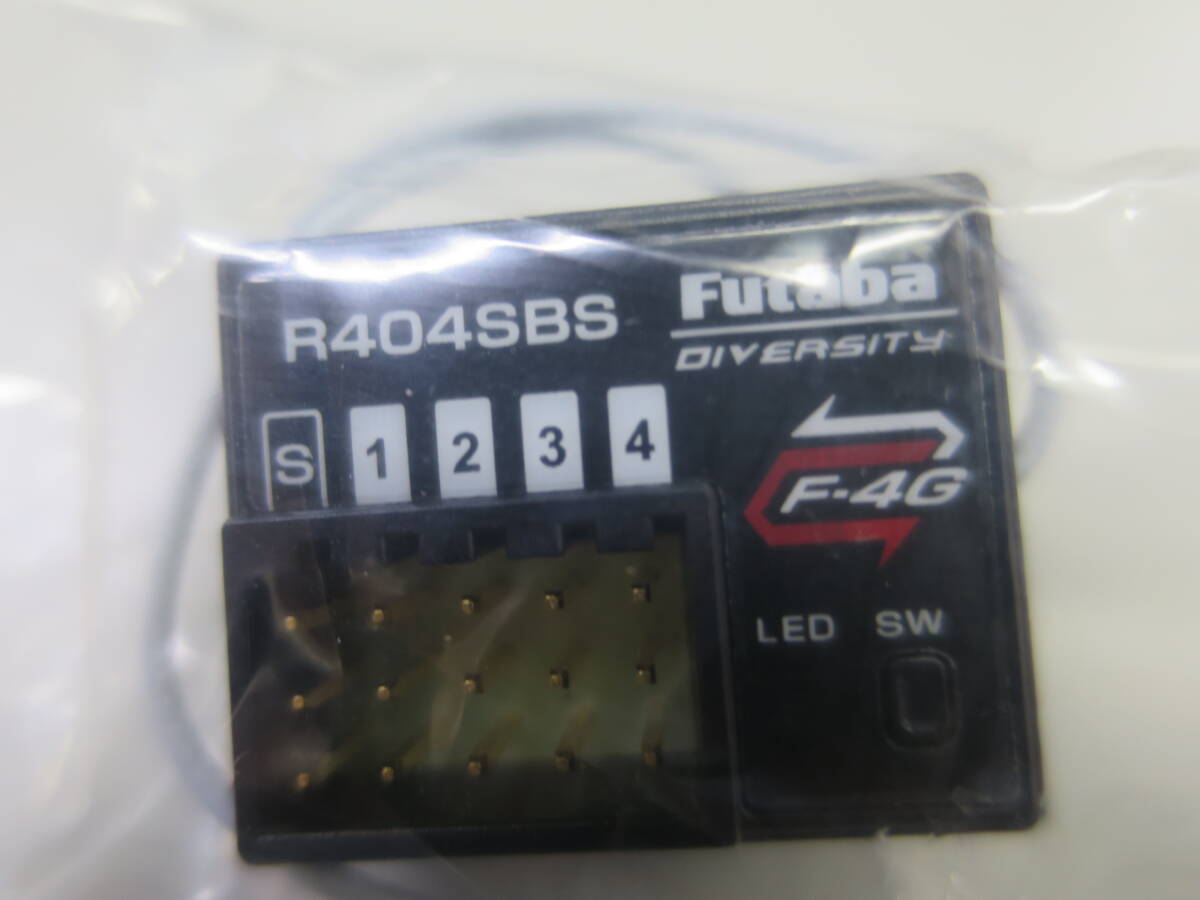 R404SBS
Futaba
DIVERSITY
S 1 2 3 4
F-4G
LED SW